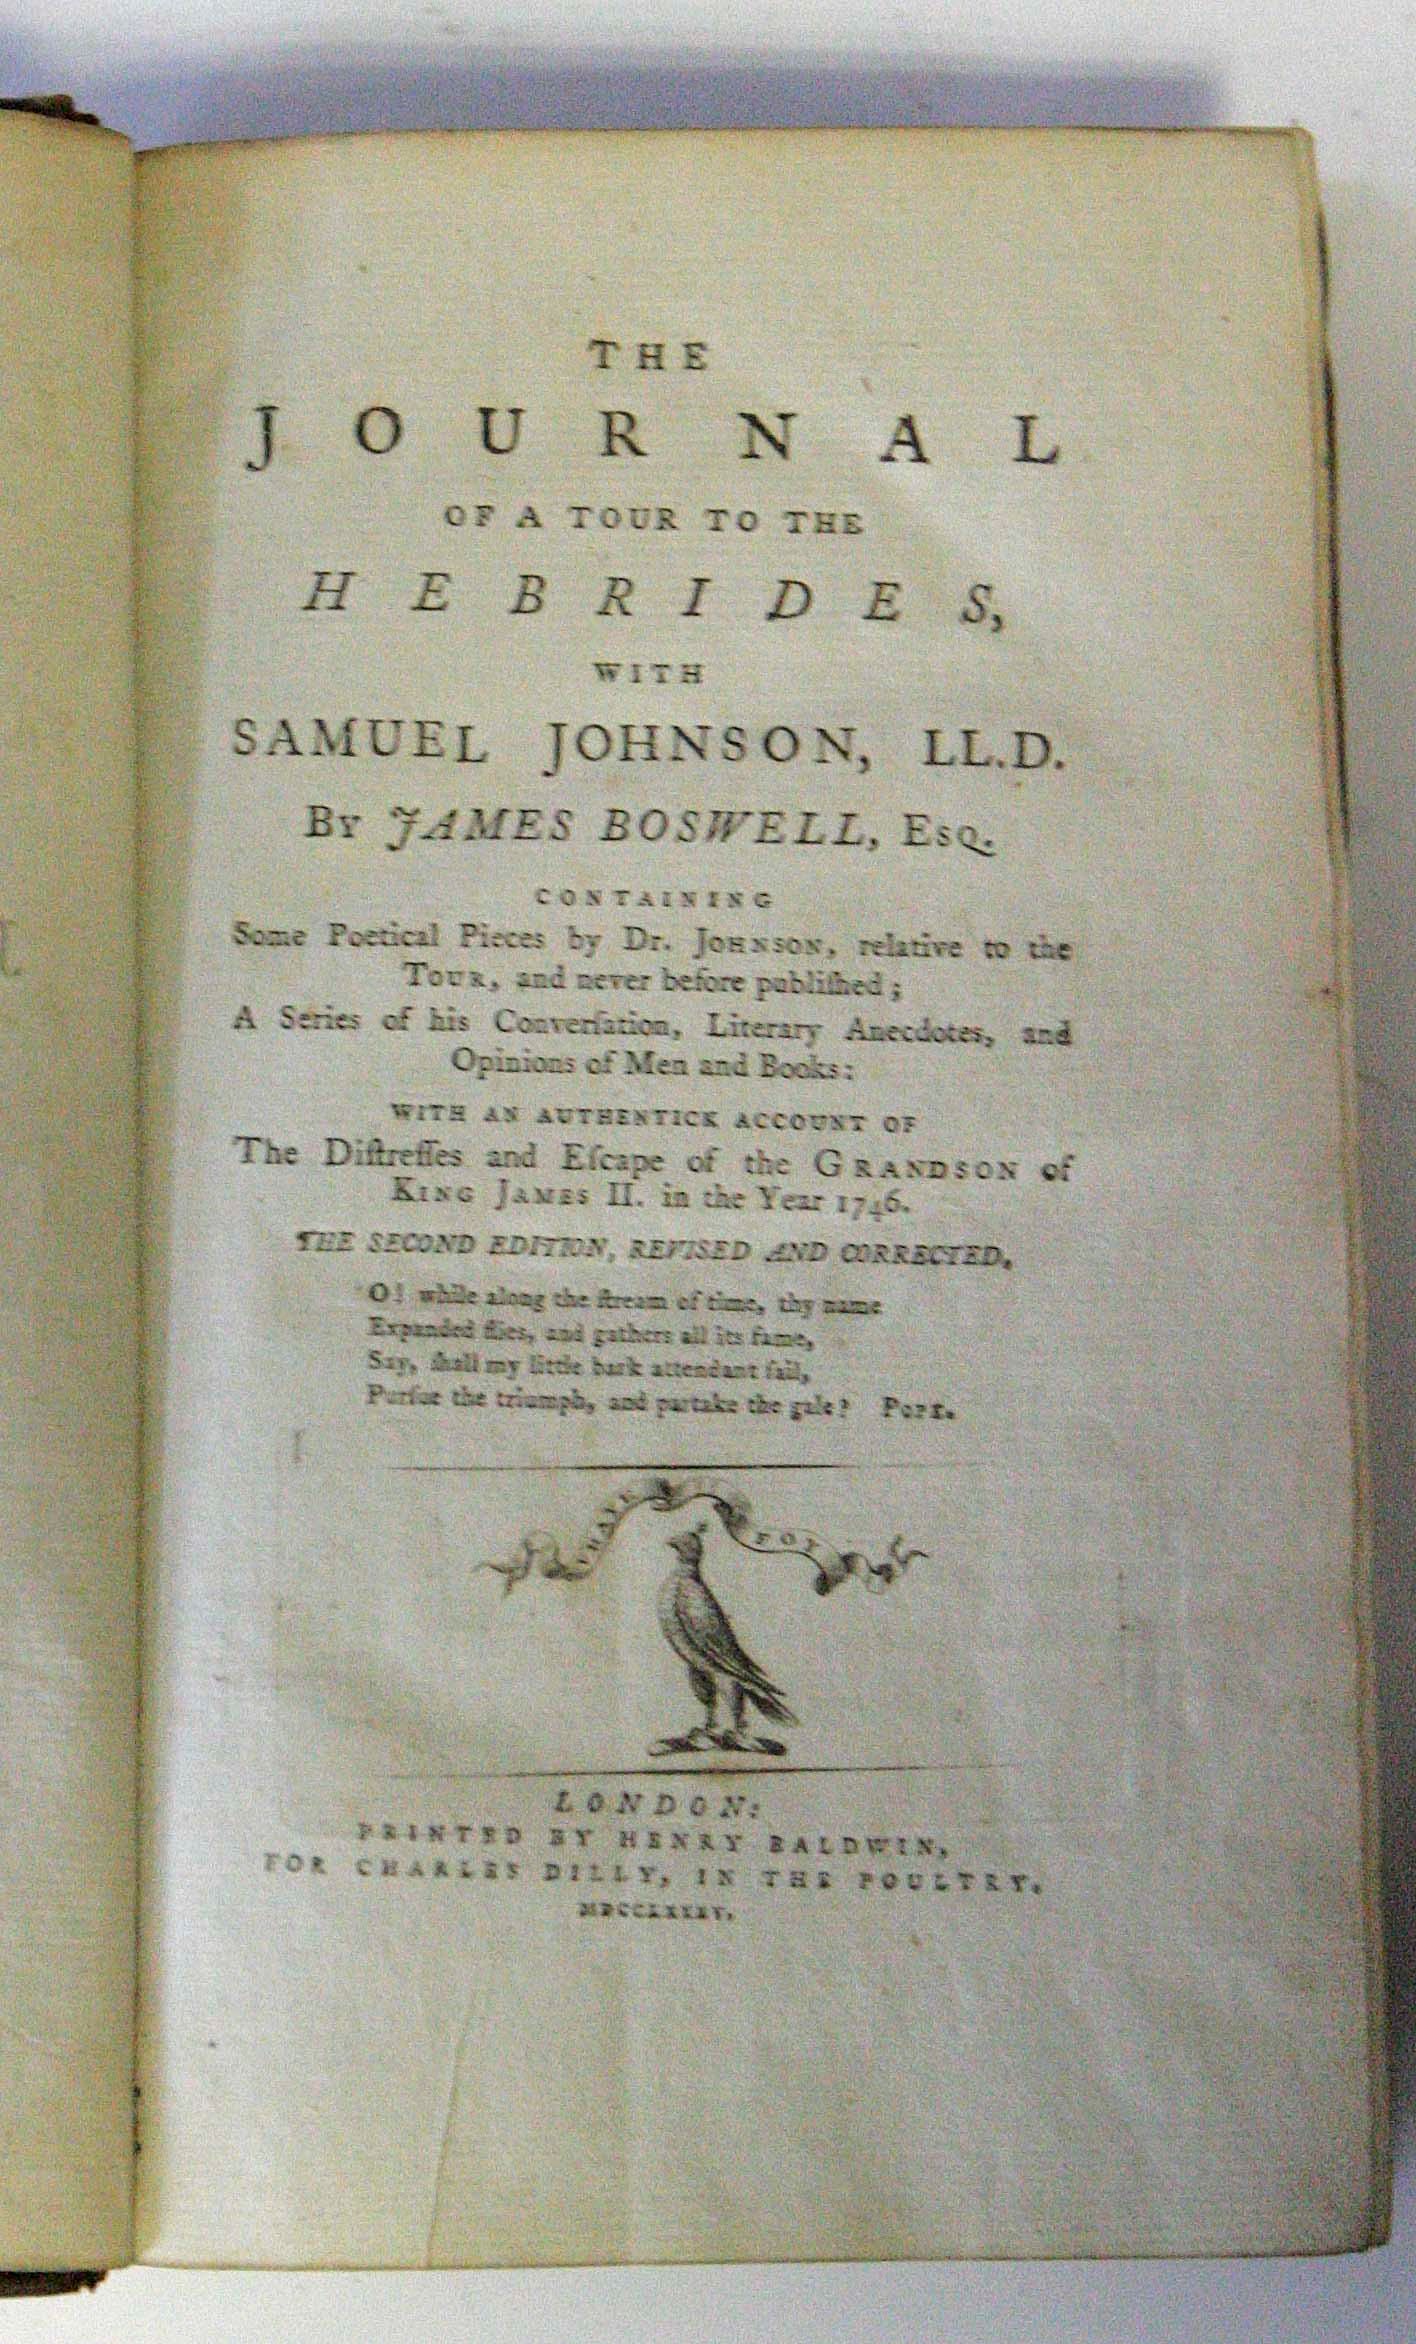 THE
JOURNAL
OF A TOUR TO THE
HEBRIDES,
WITH
SAMUEL JOHNSON, LL.D.
By JAMES BOSWELL, Esq.
CONTAINING
Some Poetical Pieces by Dr. Johnson, relative to the
Tour, and never before publiſhed;
A Series of his Converſation, Literary Anecdotes, and
Opinions of Men and Books:
WITH AN AUTHENTICK ACCOUNT OF
The Diſtreſſes and Eſcape of the GRANDSON of
KING JAMES II. in the Year 1746.
THE SECOND EDITION, REVISED AND CORRECTED.
O! while along the ſtream of time, thy name
Expanded flies, and gathers all its fame,
Say, ſhall my little bark attendant ſail,
Purſue the triumph, and partake the gale? POPE.
LONDON:
PRINTED BY HENRY BALDWIN,
FOR CHARLES DILLY, IN THE POULTRY.
MDCCLXXXV.